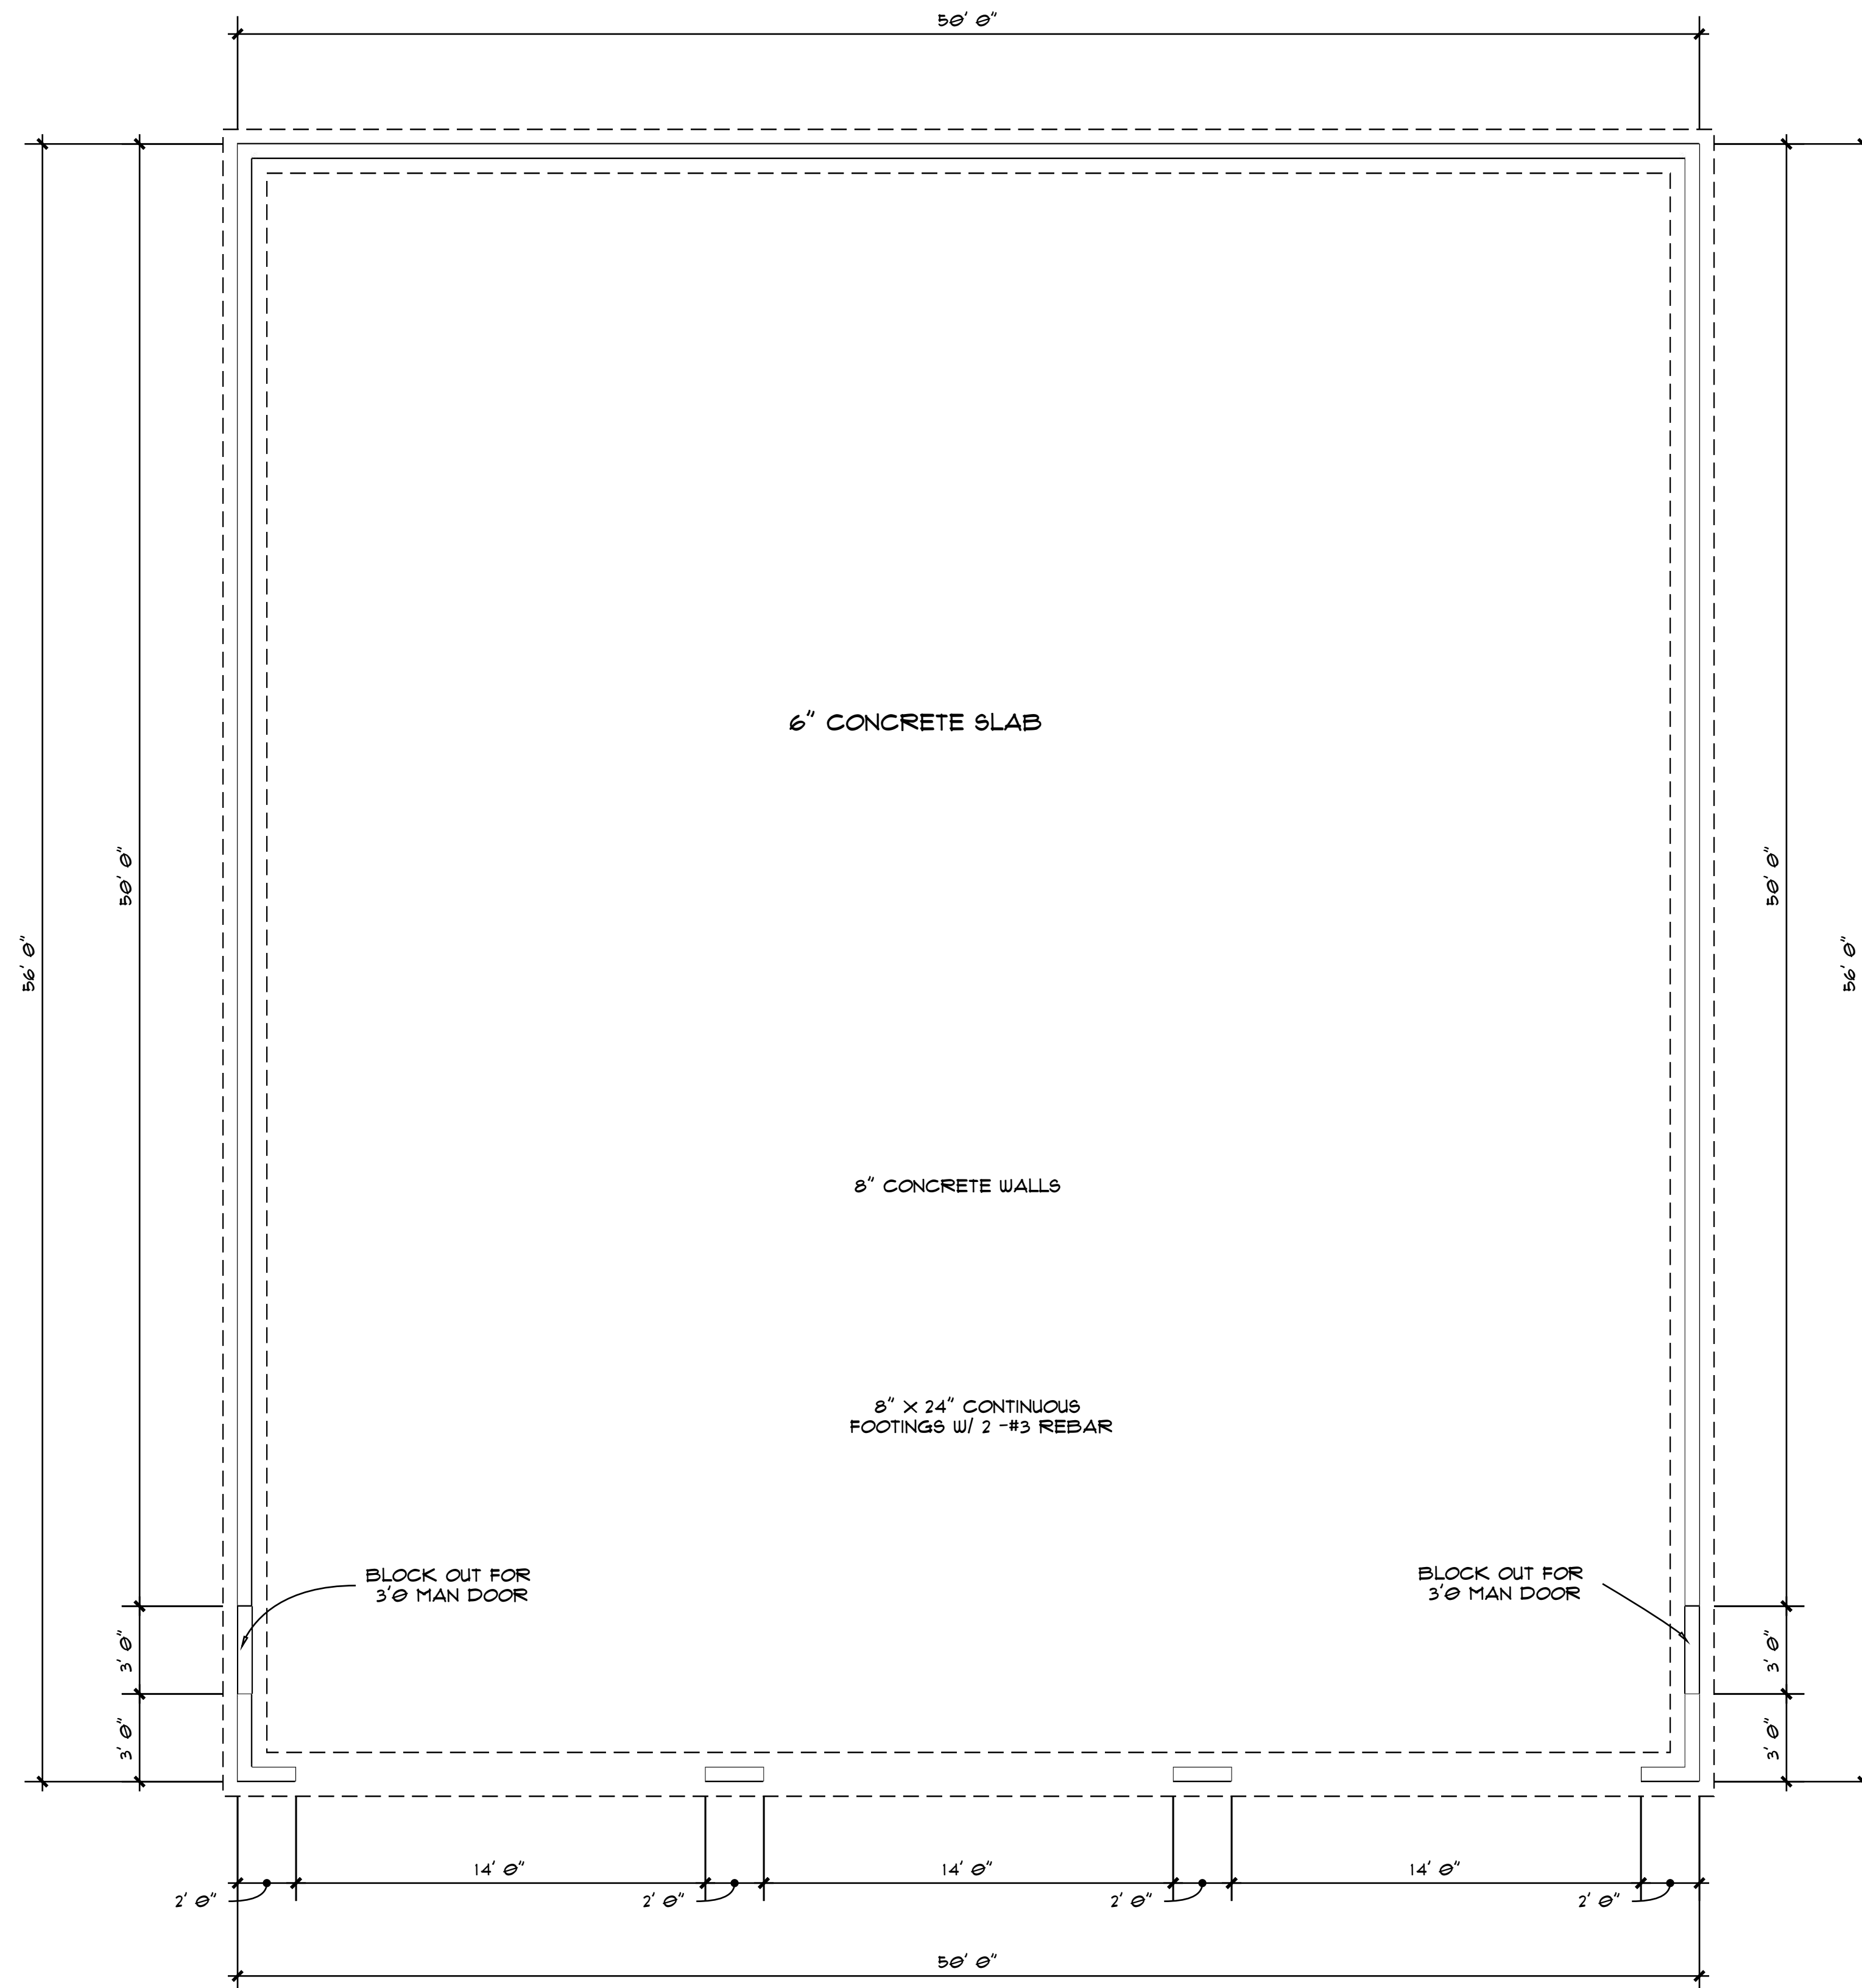 50' 0"
50' 0"
50' 0"
56' 0"
56' 0"
6" CONCRETE SLAB
8" CONCRETE WALLS
8" X 24" CONTINUOUS
FOOTINGS W/ 2 -#3 REBAR
BLOCK OUT FOR
3'0 MAN DOOR
BLOCK OUT FOR
3'0 MAN DOOR
3' 0"
3' 0"
3' 0"
3' 0"
14' 0"
14' 0"
14' 0"
2' 0"
2' 0"
2' 0"
2' 0"
50' 0"